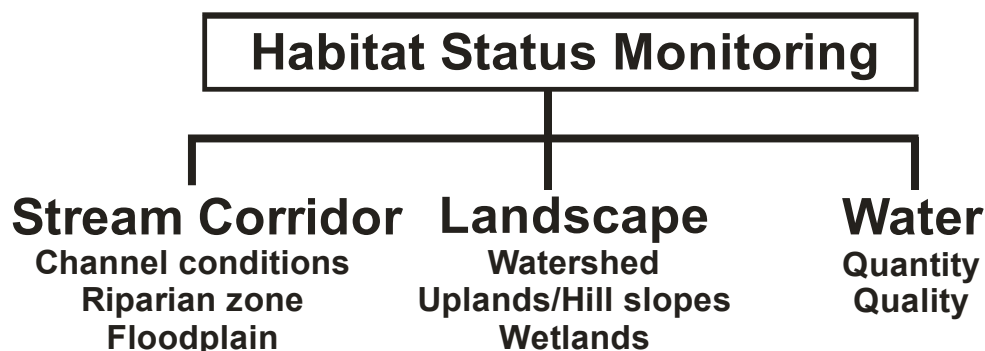 Habitat Status Monitoring
Stream Corridor
Channel conditions
Riparian zone
Floodplain
Landscape
Watershed
Uplands/Hill slopes
Wetlands
Water
Quantity
Quality